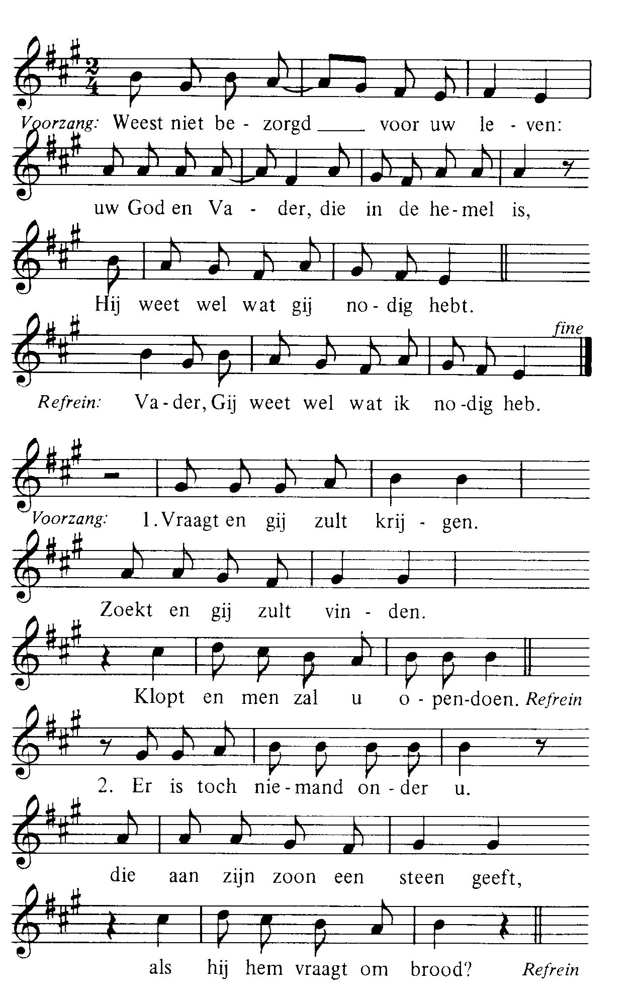 2/4
Voorzang: Weest niet be - zorgd ____ voor uw le - ven:
uw God en Va - der, die in de he - mel is,
Hij weet wel wat gij no - dig hebt.
fine
Refrein: Va - der, Gij weet wel wat ik no - dig heb.
Voorzang: 1. Vraagt en gij zult krij - gen.
Zoekt en gij zult vin - den.
Klopt en men zal u o - pen - doen. Refrein
2. Er is toch nie - mand on - der u.
die aan zijn zoon een steen geeft,
als hij hem vraagt om brood? Refrein